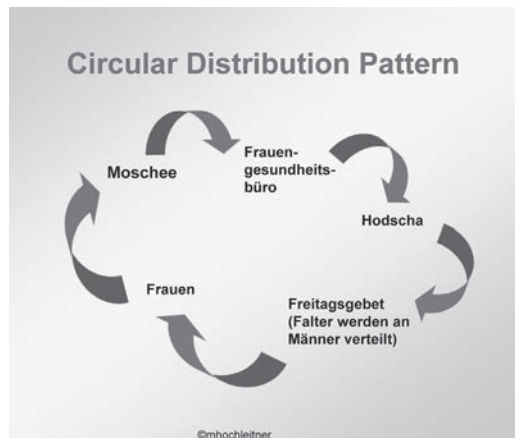 Circular Distribution Pattern
Moschee
Frauen-
gesundheits-
büro
Hodscha
Freitagsgebet
(Falter werden an
Männer verteilt)
Frauen
©mhochleitner